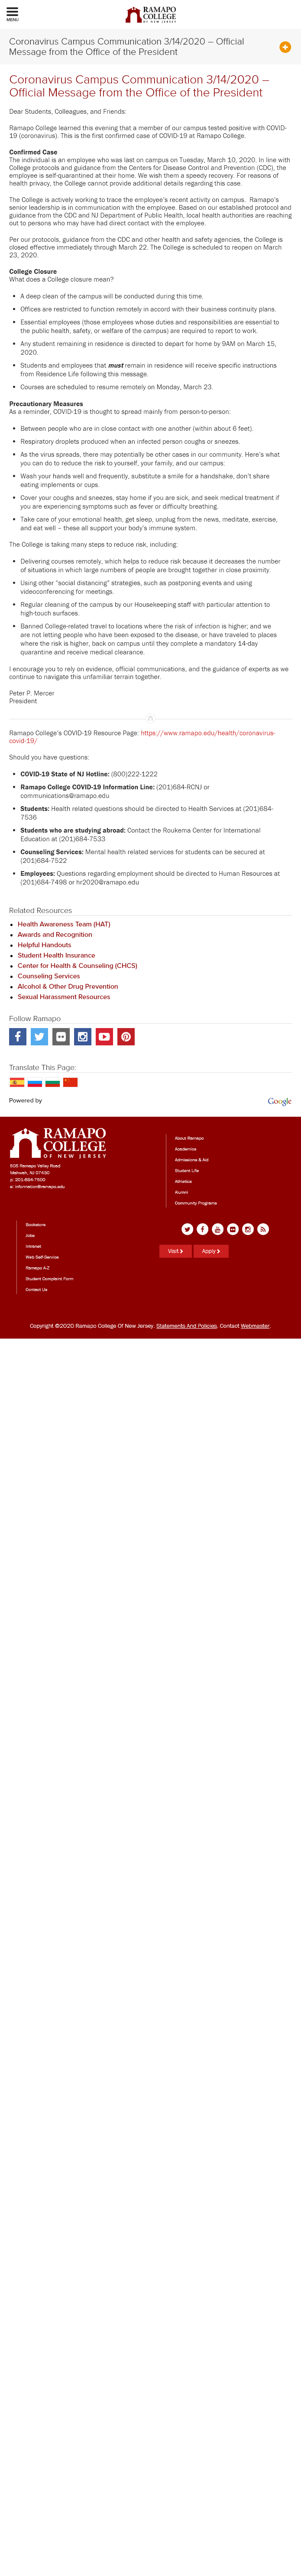 MENU
RAMAPO
COLLEGE
OF NEW JERSEY
Coronavirus Campus Communication 3/14/2020 – Official
Message from the Office of the President
Coronavirus Campus Communication 3/14/2020 –
Official Message from the Office of the President
Dear Students, Colleagues, and Friends:
Ramapo College learned this evening that a member of our campus tested positive with COVID-
19 (coronavirus). This is the first confirmed case of COVID-19 at Ramapo College.
Confirmed Case
The individual is an employee who was last on campus on Tuesday, March 10, 2020. In line with
College protocols and guidance from the Centers for Disease Control and Prevention (CDC), the
employee is self-quarantined at their home. We wish them a speedy recovery. For reasons of
health privacy, the College cannot provide additional details regarding this case.
The College is actively working to trace the employee's recent activity on campus. Ramapo's
senior leadership is in communication with the employee. Based on our established protocol and
guidance from the CDC and NJ Department of Public Health, local health authorities are reaching
out to persons who may have had direct contact with the employee.
Per our protocols, guidance from the CDC and other health and safety agencies, the College is
closed effective immediately through March 22. The College is scheduled to reopen on March
23, 2020.
College Closure
What does a College closure mean?
A deep clean of the campus will be conducted during this time.
Offices are restricted to function remotely in accord with their business continuity plans.
Essential employees (those employees whose duties and responsibilities are essential to
the public health, safety, or welfare of the campus) are required to report to work.
Any student remaining in residence is directed to depart for home by 9AM on March 15,
2020.
Students and employees that must remain in residence will receive specific instructions
from Residence Life following this message.
Courses are scheduled to resume remotely on Monday, March 23.
Precautionary Measures
As a reminder, COVID-19 is thought to spread mainly from person-to-person:
Between people who are in close contact with one another (within about 6 feet).
Respiratory droplets produced when an infected person coughs or sneezes.
As the virus spreads, there may potentially be other cases in our community. Here's what
you can do to reduce the risk to yourself, your family, and our campus:
Wash your hands well and frequently, substitute a smile for a handshake, don't share
eating implements or cups.
Cover your coughs and sneezes, stay home if you are sick, and seek medical treatment if
you are experiencing symptoms such as fever or difficulty breathing.
Take care of your emotional health, get sleep, unplug from the news, meditate, exercise,
and eat well – these all support your body's immune system.
The College is taking many steps to reduce risk, including:
Delivering courses remotely, which helps to reduce risk because it decreases the number
of situations in which large numbers of people are brought together in close proximity.
Using other "social distancing" strategies, such as postponing events and using
videoconferencing for meetings.
Regular cleaning of the campus by our Housekeeping staff with particular attention to
high-touch surfaces.
Banned College-related travel to locations where the risk of infection is higher; and we
are not letting people who have been exposed to the disease, or have traveled to places
where the risk is higher, back on campus until they complete a mandatory 14-day
quarantine and receive medical clearance.
I encourage you to rely on evidence, official communications, and the guidance of experts as we
continue to navigate this unfamiliar terrain together.
Peter P. Mercer
President
Ramapo College's COVID-19 Resource Page: https://www.ramapo.edu/health/coronavirus-
covid-19/
Should you have questions:
COVID-19 State of NJ Hotline: (800)222-1222
Ramapo College COVID-19 Information Line: (201)684-RCNJ or
communications@ramapo.edu
Students: Health related questions should be directed to Health Services at (201)684-
7536
Students who are studying abroad: Contact the Roukema Center for International
Education at (201)684-7533
Counseling Services: Mental health related services for students can be secured at
(201)684-7522
Employees: Questions regarding employment should be directed to Human Resources at
(201)684-7498 or hr2020@ramapo.edu
Related Resources
Health Awareness Team (HAT)
Awards and Recognition
Helpful Handouts
Student Health Insurance
Center for Health & Counseling (CHCS)
Counseling Services
Alcohol & Other Drug Prevention
Sexual Harassment Resources
Follow Ramapo
Translate This Page:
Powered by
Google
RAMAPO
COLLEGE
OF NEW JERSEY
505 Ramapo Valley Road
Mahwah, NJ 07430
p: 201-684-7500
e: information@ramapo.edu
About Ramapo
Academics
Admissions & Aid
Student Life
Athletics
Alumni
Community Programs
Bookstore
Jobs
Intranet
Web Self-Service
Ramapo A-Z
Student Complaint Form
Contact Us
Visit
Apply
Copyright ©2020 Ramapo College Of New Jersey. Statements And Policies. Contact Webmaster.